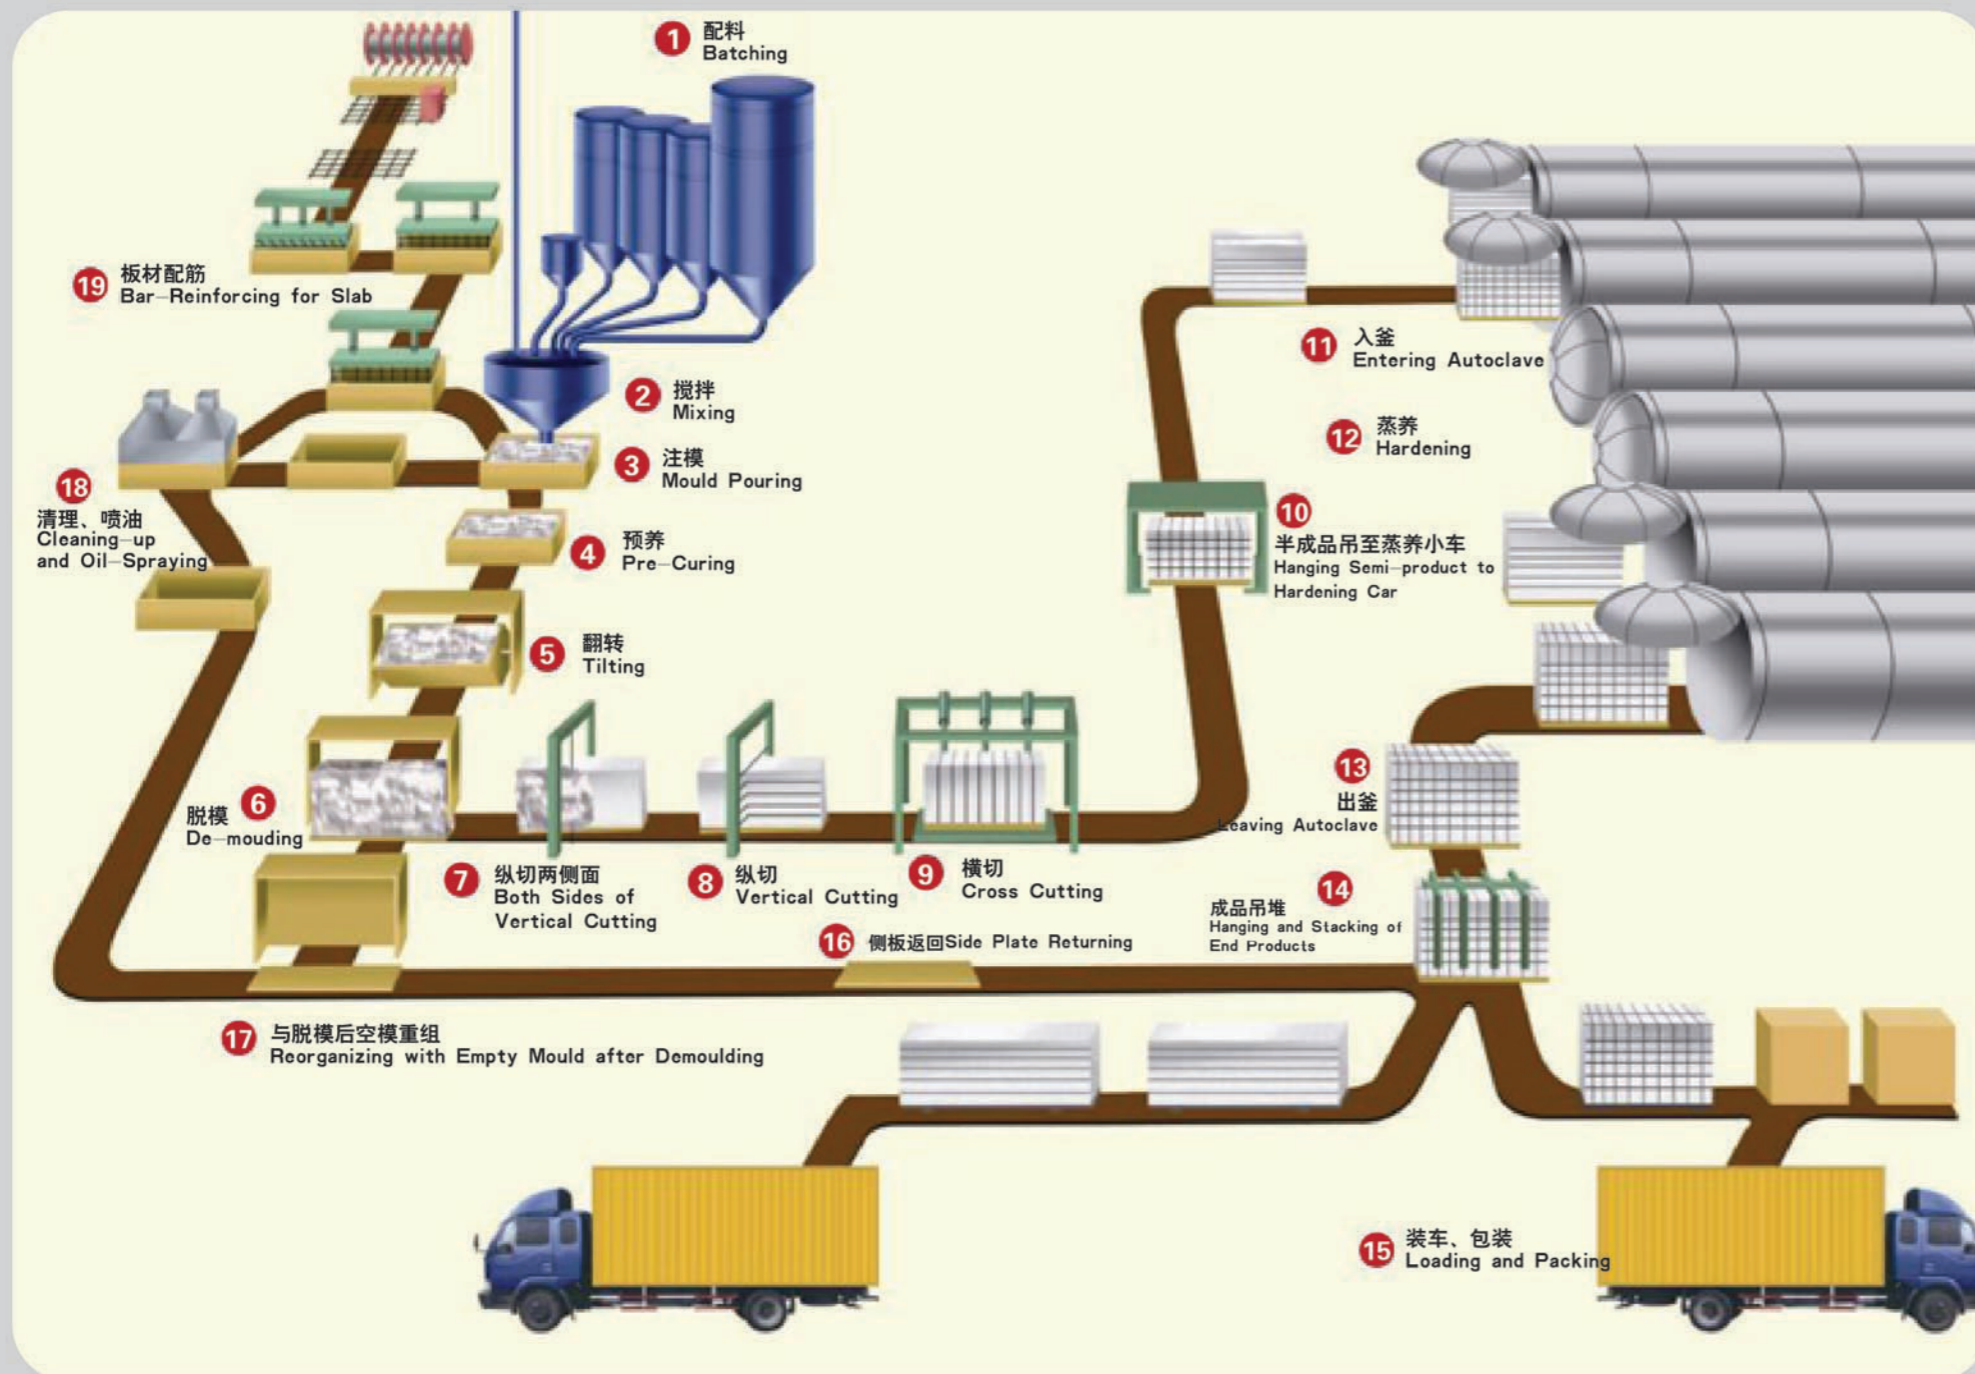 1
配料
Batching
2
搅拌
Mixing
3
注模
Mould Pouring
4
预养
Pre-Curing
5
翻转
Tilting
6
脱模
De-mouding
7
纵切两侧面
Both Sides of
Vertical Cutting
8
纵切
Vertical Cutting
9
横切
Cross Cutting
10
半成品吊至蒸养小车
Hanging Semi-product to
Hardening Car
11
入釜
Entering Autoclave
12
蒸养
Hardening
13
出釜
Leaving Autoclave
14
成品吊堆
Hanging and Stacking of
End Products
15
装车、包装
Loading and Packing
16
侧板返回Side Plate Returning
17
与脱模后空模重组
Reorganizing with Empty Mould after Demoulding
18
清理、喷油
Cleaning-up
and Oil-Spraying
19
板材配筋
Bar-Reinforcing for Slab